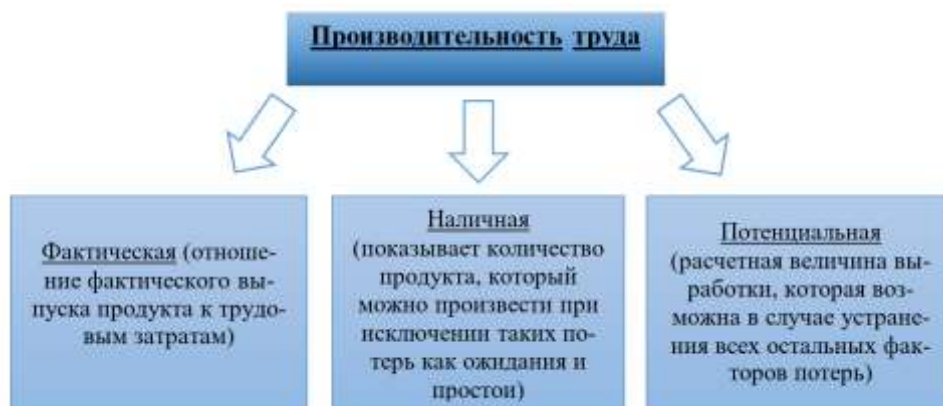 Производительность труда
Фактическая (отноше-
ние фактического вы-
пуска продукта к трудо-
вым затратам)
Наличная
(показывает количество
продукта, который
можно произвести при
исключении таких по-
терь как ожидания и
простои)
Потенциальная
(расчетная величина вы-
работки, которая воз-
можна в случае устране-
ния всех остальных фак-
торов потерь)